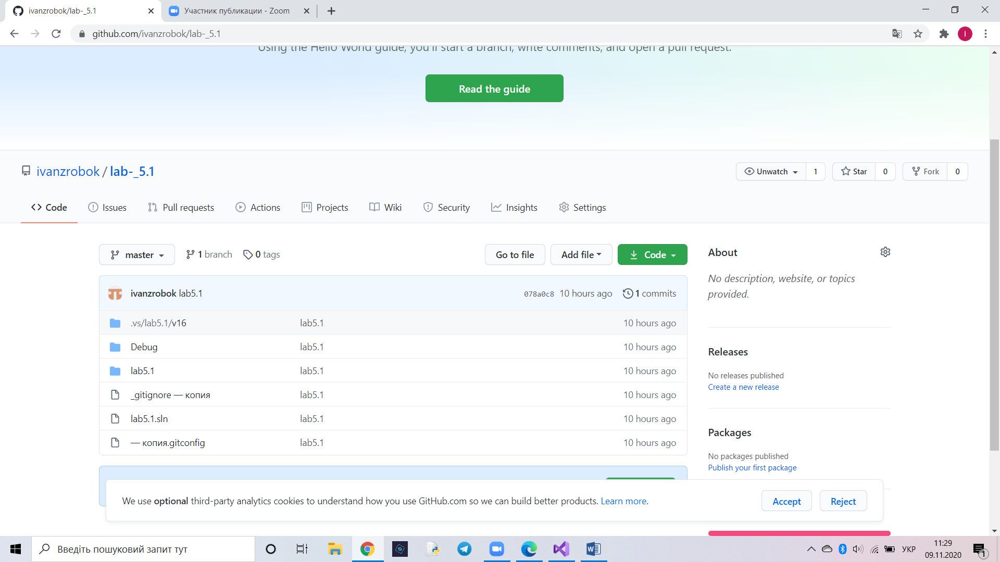 ivanzrobok/lab-_5.1
Участник публикации - Zoom
github.com/ivanzrobok/lab-_5.1
I
Using the Hello World guide, you'll start a branch, write comments, and open a pull request.
Read the guide
ivanzrobok / lab-_5.1
Unwatch 1
Star 0
Fork 0
Code
Issues
Pull requests
Actions
Projects
Wiki
Security
Insights
Settings
master
1 branch
0 tags
Go to file
Add file
Code
ivanzrobok lab5.1 078a0c8 10 hours ago 1 commits
.vs/lab5.1/v16 lab5.1 10 hours ago
Debug lab5.1 10 hours ago
lab5.1 lab5.1 10 hours ago
_gitignore — копия lab5.1 10 hours ago
lab5.1.sln lab5.1 10 hours ago
— копия.gitconfig lab5.1 10 hours ago
About
No description, website, or topics
provided.
Releases
No releases published
Create a new release
Packages
No packages published
Publish your first package
We use optional third-party analytics cookies to understand how you use GitHub.com so we can build better products. Learn more.
Accept
Reject
Введіть пошуковий запит тут
УКР
11:29
09.11.2020
1